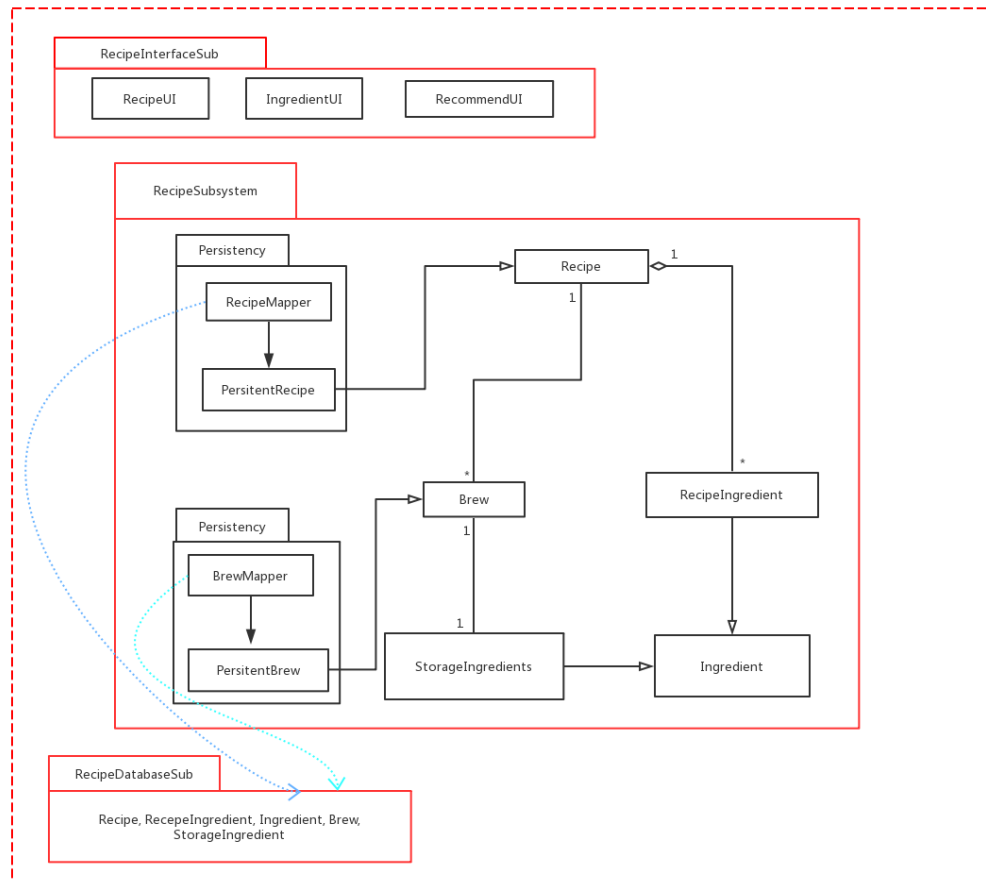 RecipeInterfaceSub
RecipeUI
IngredientUI
RecommendUI
RecipeSubsystem
Persistency
RecipeMapper
PersitentRecipe
Recipe
1
1
*
*
Brew
RecipeIngredient
1
Persistency
BrewMapper
PersitentBrew
1
StorageIngredients
Ingredient
RecipeDatabaseSub
Recipe, RecepeIngredient, Ingredient, Brew,
StorageIngredient